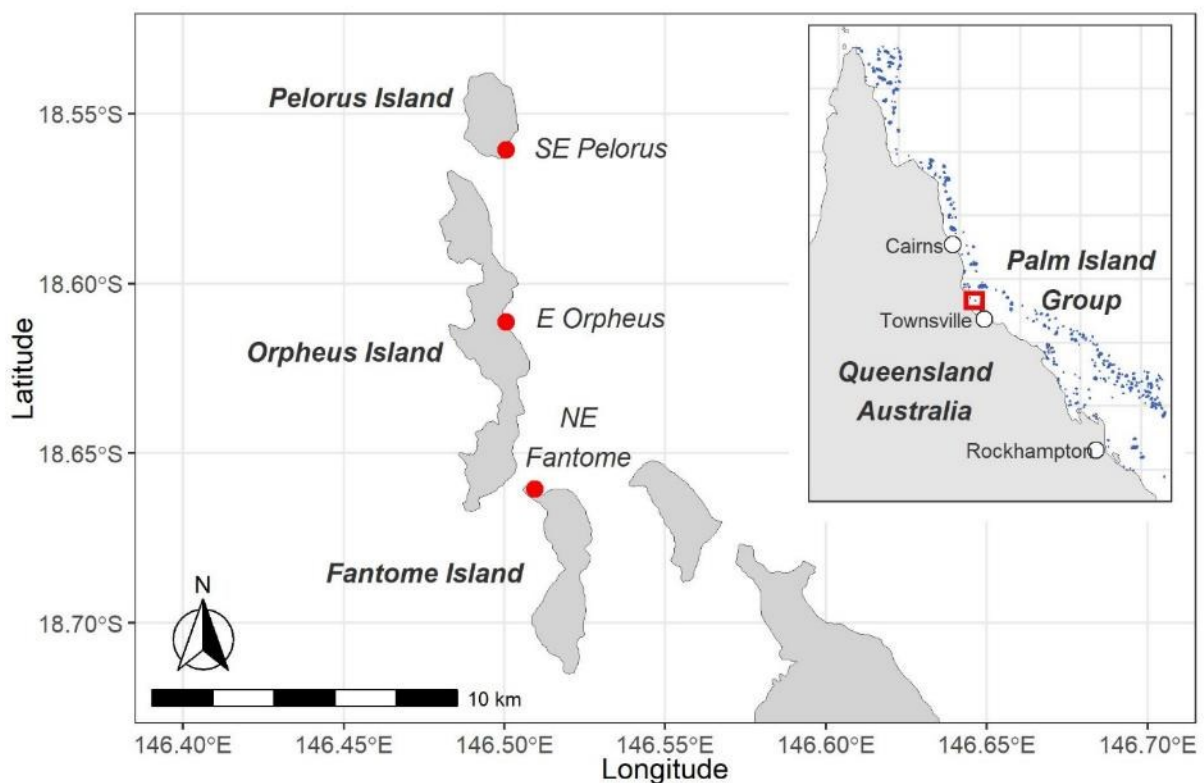 18.55°S
18.60°S
18.65°S
18.70°S
Latitude
Pelorus Island
SE Pelorus
E Orpheus
Orpheus Island
NE
Fantome
Fantome Island
N
10 km
Cairns
Palm Island
Group
Townsville
Queensland
Australia
Rockhampton
146.40°E
146.45°E
146.50°E
146.55°E
146.60°E
146.65°E
146.70°E
Longitude